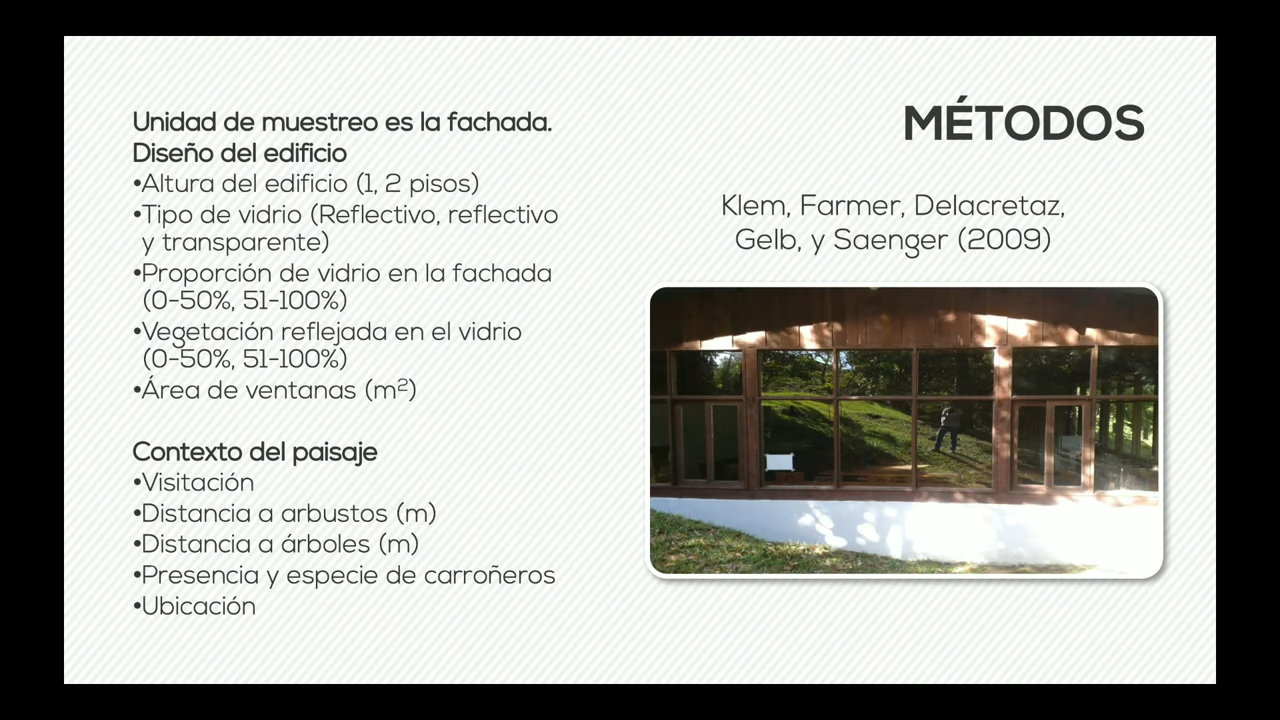 MÉTODOS
Unidad de muestreo es la fachada.
Diseño del edificio
•Altura del edificio (1, 2 pisos)
•Tipo de vidrio (Reflectivo, reflectivo
y transparente)
•Proporción de vidrio en la fachada
(0-50%, 51-100%)
•Vegetación reflejada en el vidrio
(0-50%, 51-100%)
•Área de ventanas (m²)
Contexto del paisaje
•Visitación
•Distancia a arbustos (m)
•Distancia a árboles (m)
•Presencia y especie de carroñeros
•Ubicación
Klem, Farmer, Delacretaz,
Gelb, y Saenger (2009)